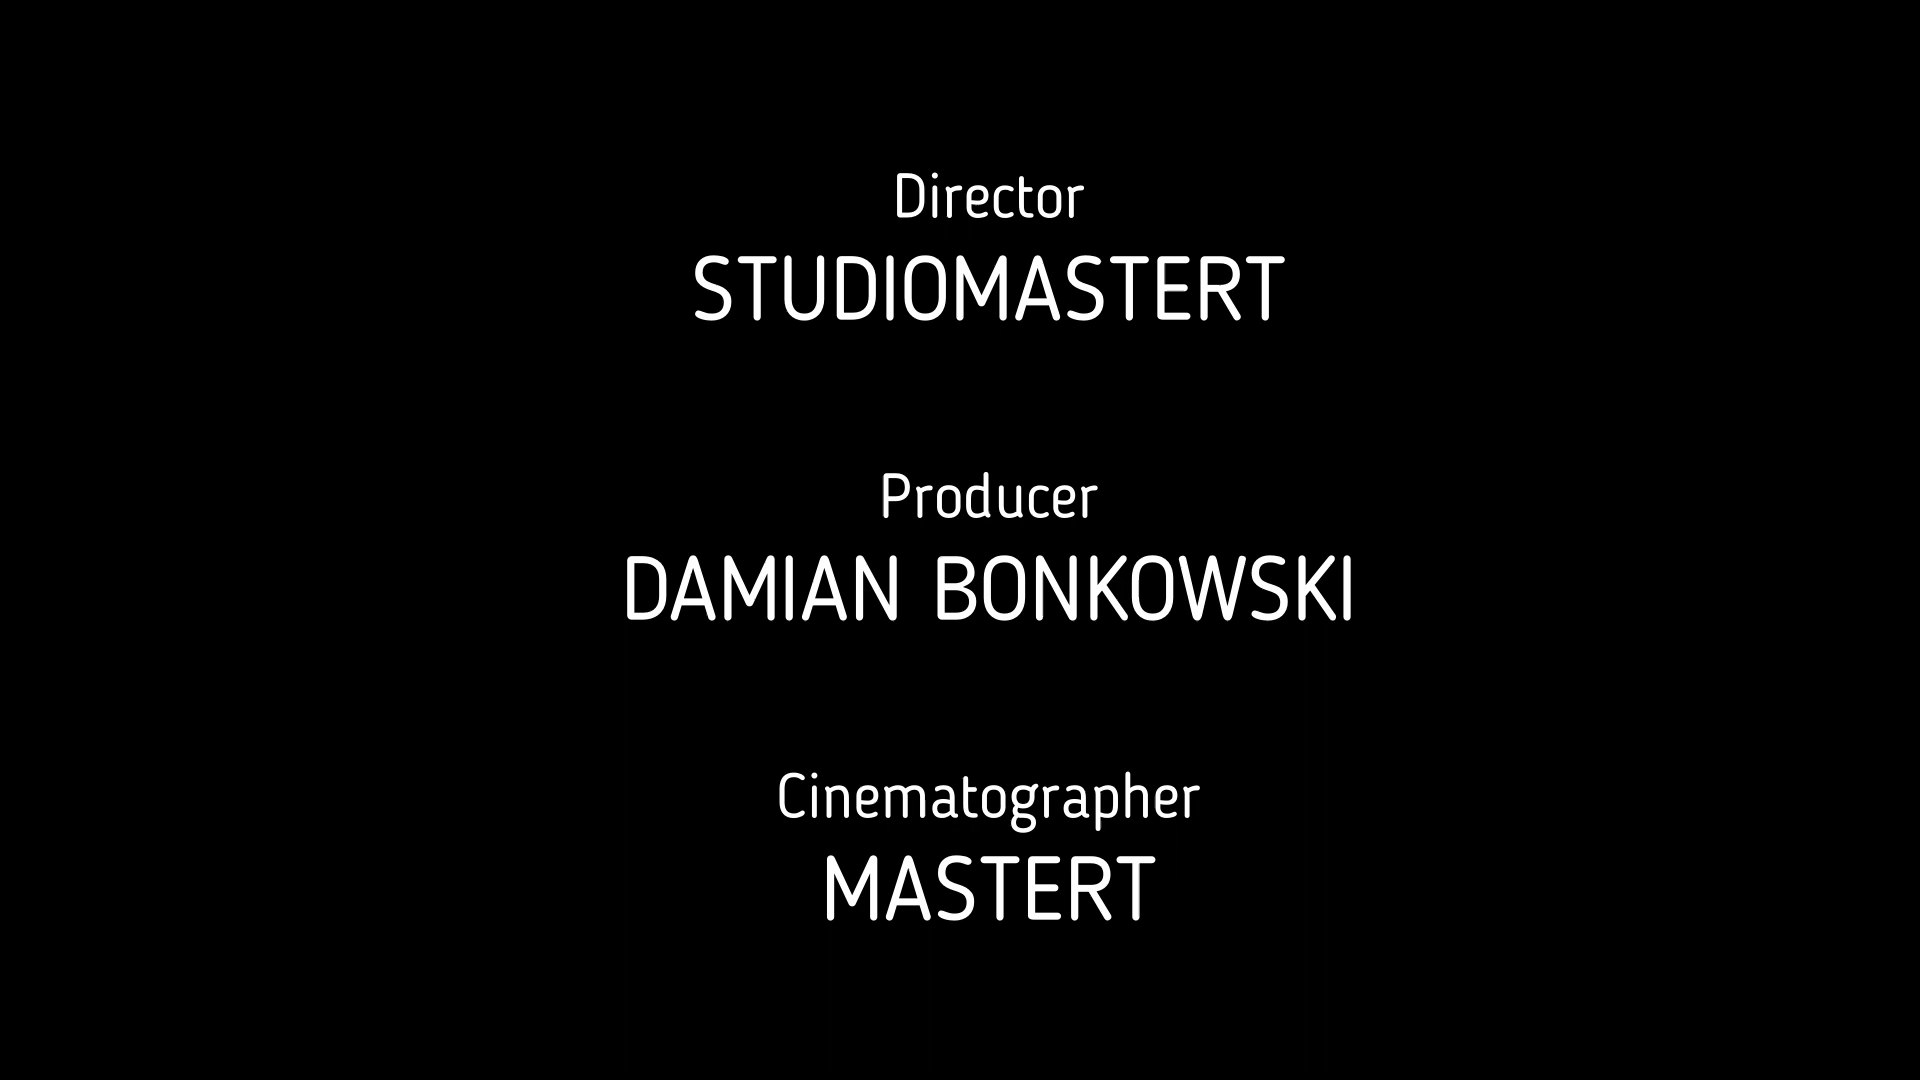 Director
STUDIOMASTERT
Producer
DAMIAN BONKOWSKI
Cinematographer
MASTERT